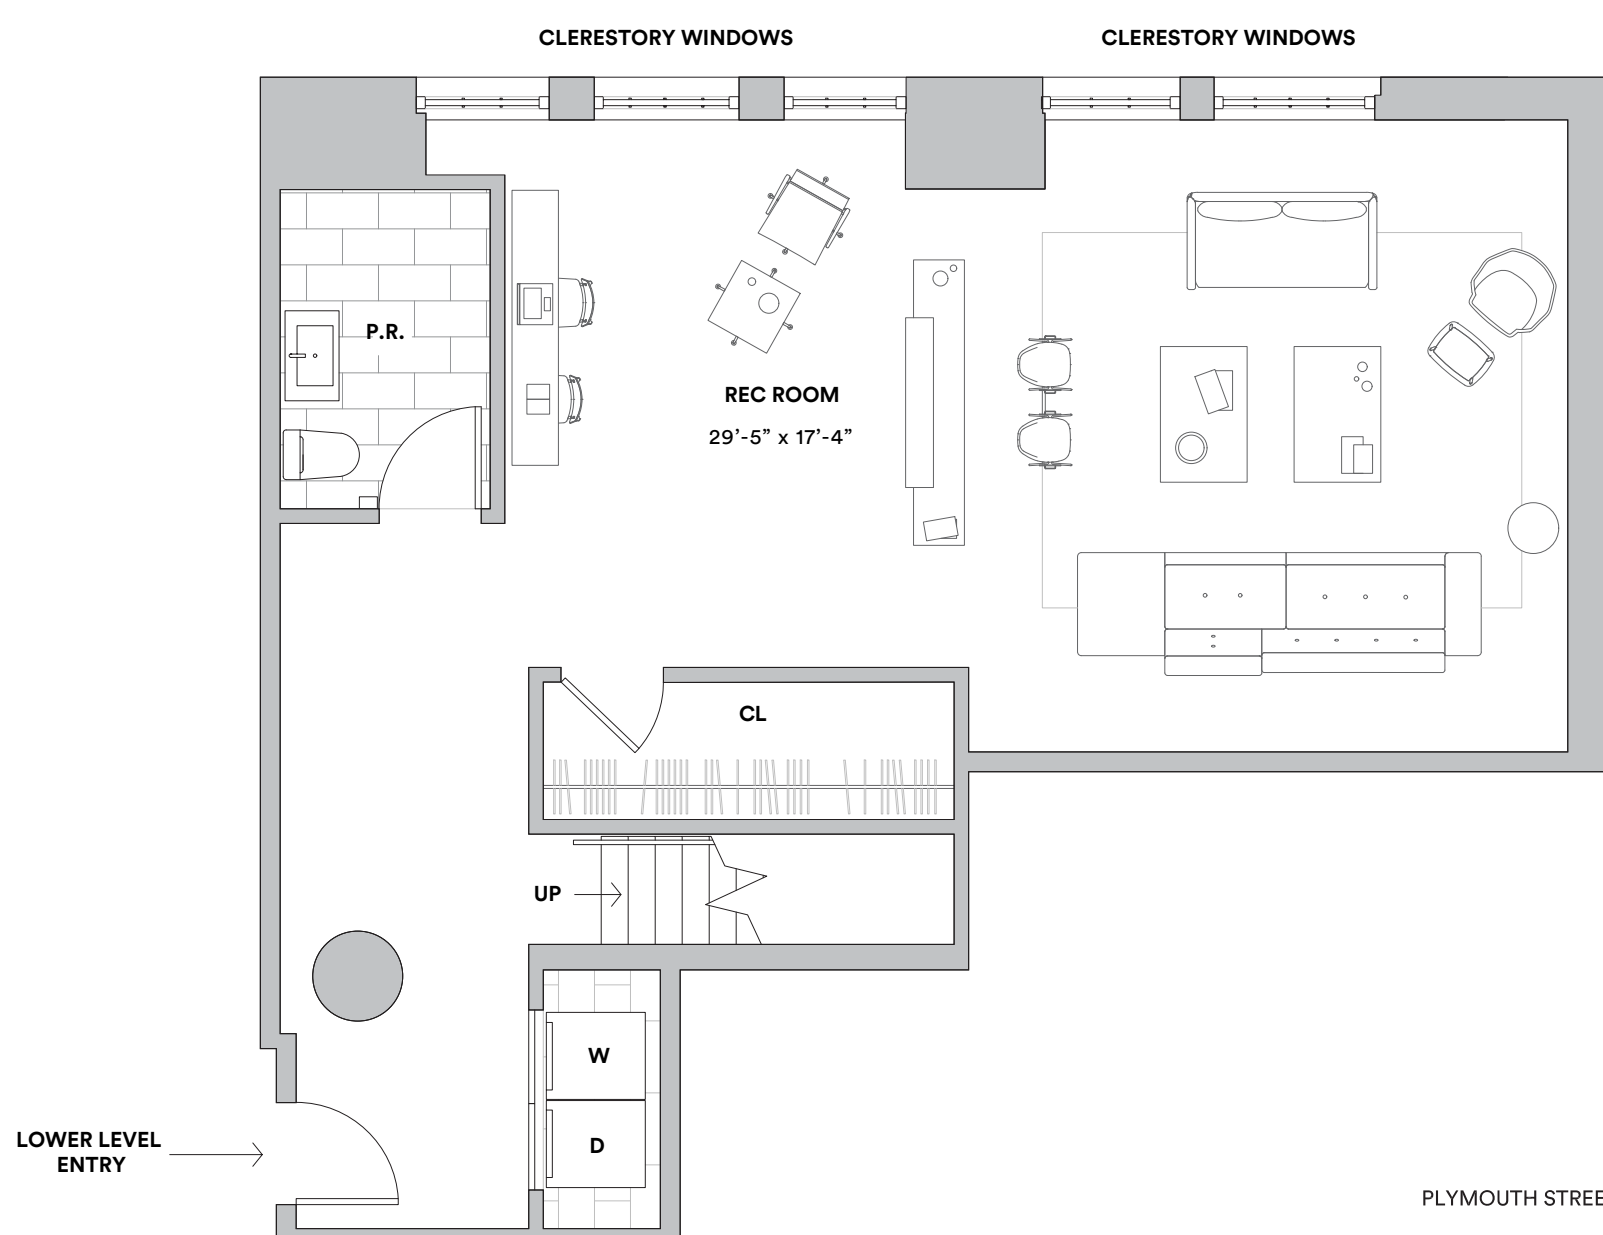 CLERESTORY WINDOWS
CLERESTORY WINDOWS
P.R.
REC ROOM
29’-5” x 17’-4”
CL
UP
W
LOWER LEVEL
ENTRY
D
PLYMOUTH STREE